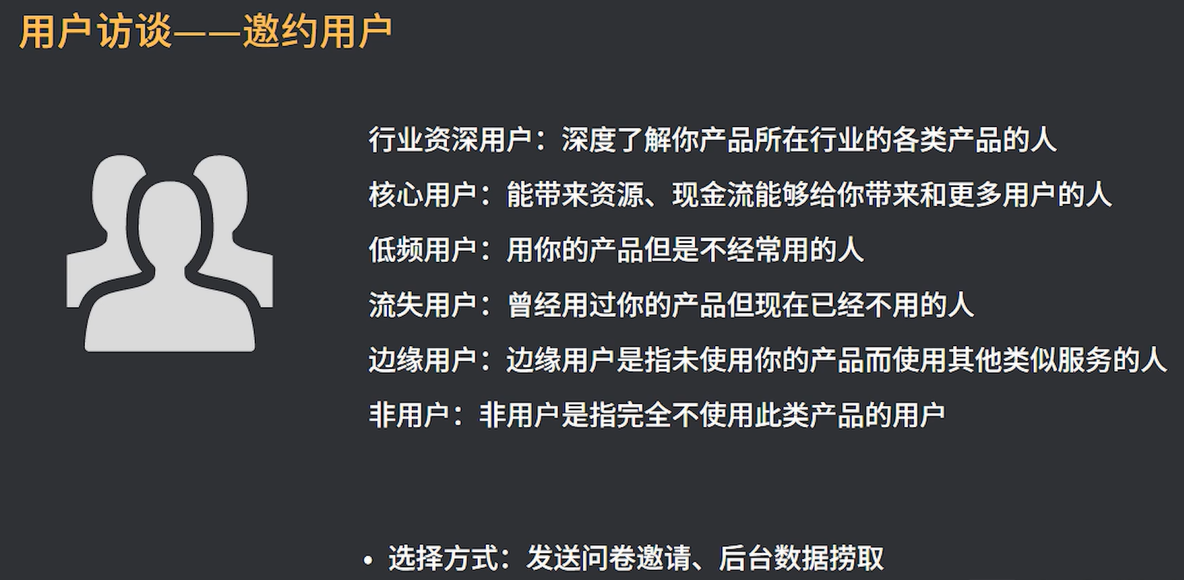 用户访谈——邀约用户
行业资深用户：深度了解你产品所在行业的各类产品的人
核心用户：能带来资源、现金流能够给你带来和更多用户的人
低频用户：用你的产品但是不经常用的人
流失用户：曾经用过你的产品但现在已经不用的人
边缘用户：边缘用户是指未使用你的产品而使用其他类似服务的人
非用户：非用户是指完全不使用此类产品的用户
• 选择方式：发送问卷邀请、后台数据捞取